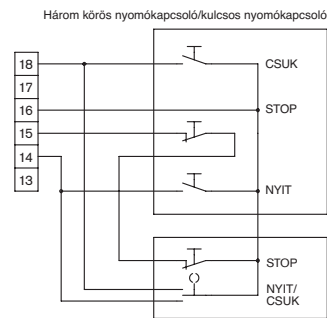 Három körös nyomókapcsoló/kulcsos nyomókapcsoló
18
17
16
15
14
13
CSUK
STOP
NYIT
STOP
NYIT/
CSUK